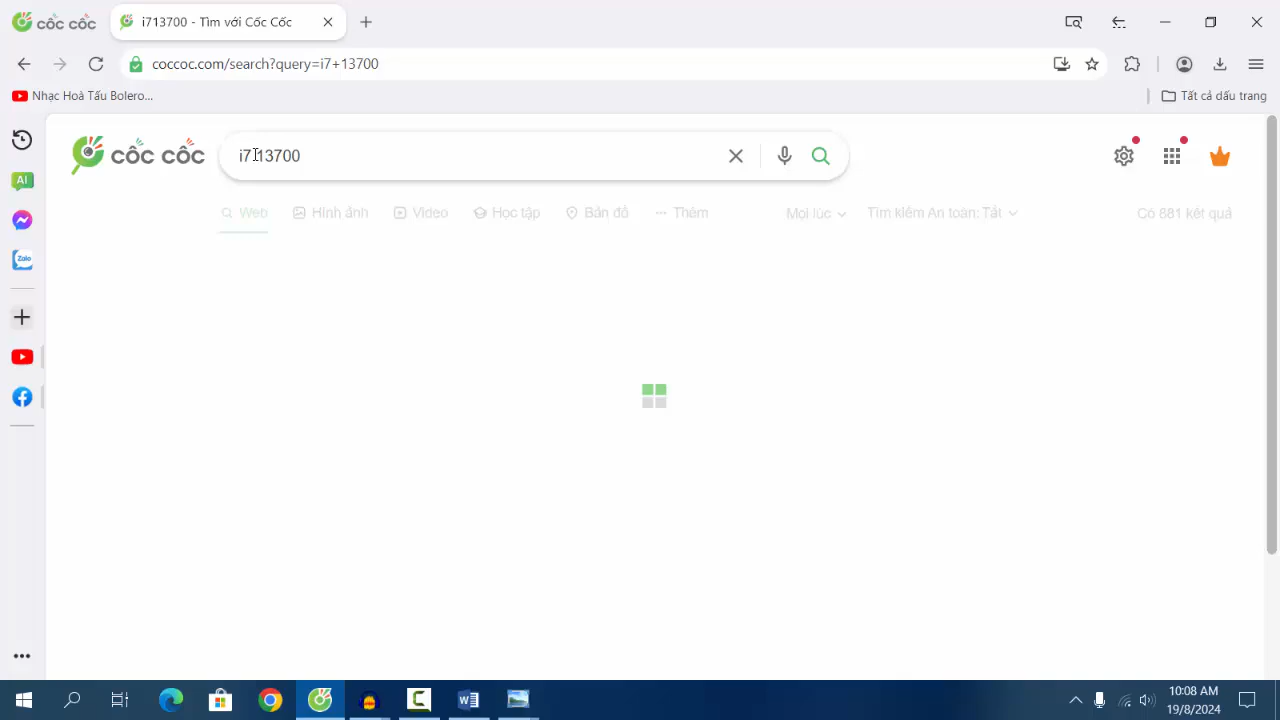 cốc cốc
i713700 - Tìm với Cốc Cốc
coccoc.com/search?query=i7+13700
Nhạc Hoà Tấu Bolero...
Tất cả dấu trang
cốc cốc
i7 13700
AI
Web
Hình ảnh
Video
Học tập
Bản đồ
Thêm
Mọi lúc
Tìm kiếm An toàn: Tắt
Có 881 kết quả
Zalo
10:08 AM
19/8/2024